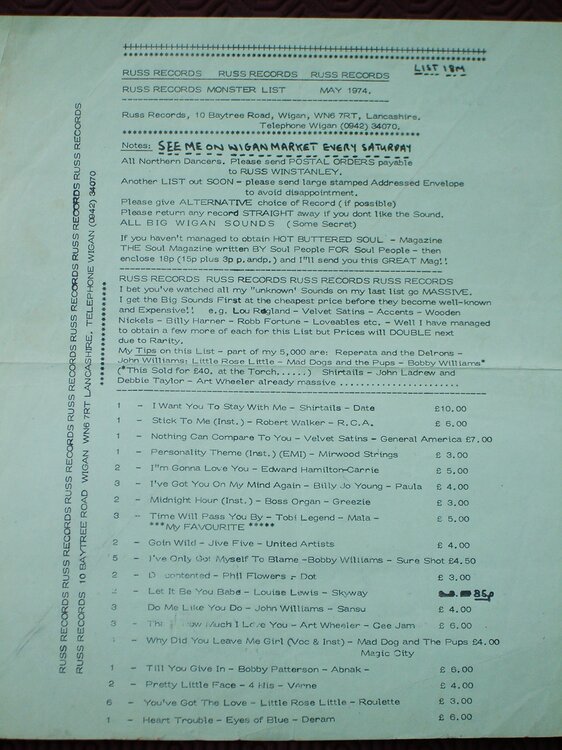 LIST 18M
RUSS RECORDS RUSS RECORDS RUSS RECORDS
RUSS RECORDS MONSTER LIST MAY 1974.
Russ Records, 10 Baytree Road, Wigan, WN6 7RT, Lancashire.
Telephone Wigan (0942) 34070.
Notes: SEE ME ON WIGAN MARKET EVERY SATURDAY
All Northern Dancers. Please send POSTAL ORDERS payable
to RUSS WINSTANLEY.
Another LIST out SOON - please send large stamped Addressed Envelope
to avoid disappointment.
Please give ALTERNATIVE choice of Record (if possible)
Please return any record STRAIGHT away if you dont like the Sound.
ALL BIG WIGAN SOUNDS (Some Secret)
If you haven't managed to obtain HOT BUTTERED SOUL - Magazine
THE Soul Magazine written BY Soul People FOR Soul People - then
enclose 18p (15p plus 3p p.andp.) and I"ll send you this GREAT Mag!!
RUSS RECORDS RUSS RECORDS RUSS RECORDS RUSS RECORDS
I bet you've watched all my "unknown' Sounds on my last list go MASSIVE.
I get the Big Sounds First at the cheapest price before they become well-known
and Expensive!! e.g. Lou Ragland - Velvet Satins - Accents - Wooden
Nickels - Billy Harner - Robb Fortune - Loveables etc. - Well I have managed
to obtain a few more of each for this List but Prices will DOUBLE next
due to Rarity.
My Tips on this List - part of my 5,000 are: Reperata and the Delrons -
John Williams: Little Rose Little - Mad Dogs and the Pups - Bobby Williams*
(*This Sold for £40. at the Torch......) Shirtails - John Ladrew and
Debbie Taylor - Art Wheeler already massive ....................
1 - I Want You To Stay With Me - Shirtails - Date £10.00
1 - Stick To Me (Inst.) - Robert Walker - R.C.A. £ 6.00
1 - Nothing Can Compare To You - Velvet Satins - General America £7.00
1 - Personality Theme (Inst.) (EMI) - Mirwood Strings £ 3.00
2 - I"m Gonna Love You - Edward Hamilton-Carrie £ 5.00
3 - I've Got You On My Mind Again - Billy Jo Young - Paula £ 4.00
2 - Midnight Hour (Inst.) - Boss Organ - Greezie £ 3.00
3 - Time Will Pass You By - Tobi Legend - Mala - £ 5.00
***My FAVOURITE *****
2 - Goin Wild - Jive Five - United Artists £ 4.00
5 - I've Only Got Myself To Blame -Bobby Williams - Sure Shot £4.50
2 - contented - Phil Flowers - Dot £ 3.00
2 - Let It Be You Babe - Louise Lewis - Skyway 85p
3 - Do Me Like You Do - John Williams - Sansu £ 4.00
3 - Much I Love You - Art Wheeler - Cee Jam £ 6.00
1 - Why Did You Leave Me Girl (Voc & Inst) - Mad Dog and The Pups £4.00
Magic City
1 - Till You Give In - Bobby Patterson - Abnak - £ 6.00
2 - Pretty Little Face - 4 His - Verne £ 4.00
6 - You've Got The Love - Little Rose Little - Roulette £ 3.00
1 - Heart Trouble - Eyes of Blue - Deram £ 6.00
RUSS RECORDS RUSS RECORDS RUSS RECORDS RUSS RECORDS RUSS RECORDS RUSS RECORDS
RUSS RECORDS 10 BAYTREE ROAD WIGAN WN6 7RT LANCASHIRE, TELEPHONE WIGAN (0942) 34070